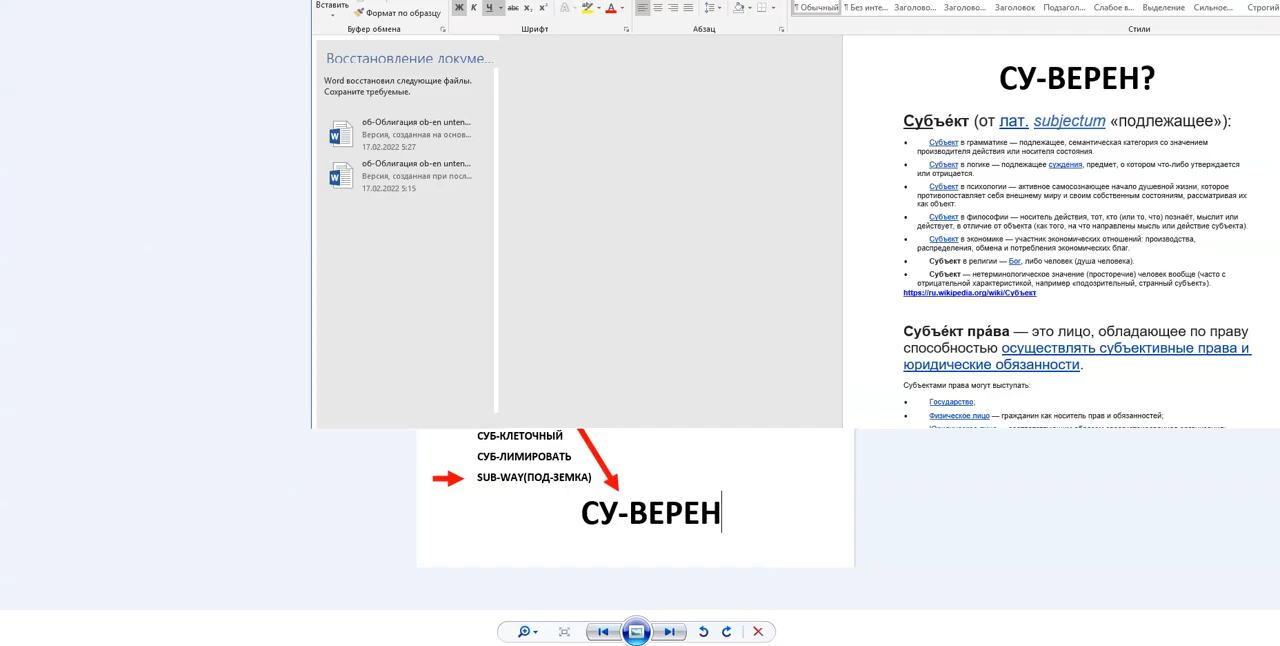 Вставить
Формат по образцу
Буфер обмена
Ж К Ч abc x₂ x²
Шрифт
Абзац
¶ Обычный ¶ Без инте... Заголово... Заголово... Заголовок Подзагол... Слабое в... Выделение Сильное... Строгий
Стили
Восстановление докуме...
Word восстановил следующие файлы.
Сохраните требуемые.
об-Облигация ob-en unten...
Версия, созданная на основ...
17.02.2022 5:27
об-Облигация ob-en unten...
Версия, созданная при посл...
17.02.2022 5:15
СУ-ВЕРЕН?
Субъе́кт (от лат. subjectum «подлежащее»):
• Субъект в грамматике — подлежащее, семантическая категория со значением
производителя действия или носителя состояния.
• Субъект в логике — подлежащее суждения, предмет, о котором что-либо утверждается
или отрицается.
• Субъект в психологии — активное самосознающее начало душевной жизни, которое
противопоставляет себя внешнему миру и своим собственным состояниям, рассматривая их
как объект.
• Субъект в философии — носитель действия, тот, кто (или то, что) познаёт, мыслит или
действует, в отличие от объекта (как того, на что направлены мысль или действие субъекта).
• Субъект в экономике — участник экономических отношений: производства,
распределения, обмена и потребления экономических благ.
• Субъект в религии — Бог, либо человек (душа человека).
• Субъект — нетерминологическое значение (просторечие) человек вообще (часто с
отрицательной характеристикой, например «подозрительный, странный субъект»).
https://ru.wikipedia.org/wiki/Субъект
Субъе́кт пра́ва — это лицо, обладающее по праву
способностью осуществлять субъективные права и
юридические обязанности.
Субъектами права могут выступать:
• Государство;
• Физическое лицо — гражданин как носитель прав и обязанностей;
СУБ-КЛЕТОЧНЫЙ
СУБ-ЛИМИРОВАТЬ
SUB-WAY(ПОД-ЗЕМКА)
СУ-ВЕРЕН